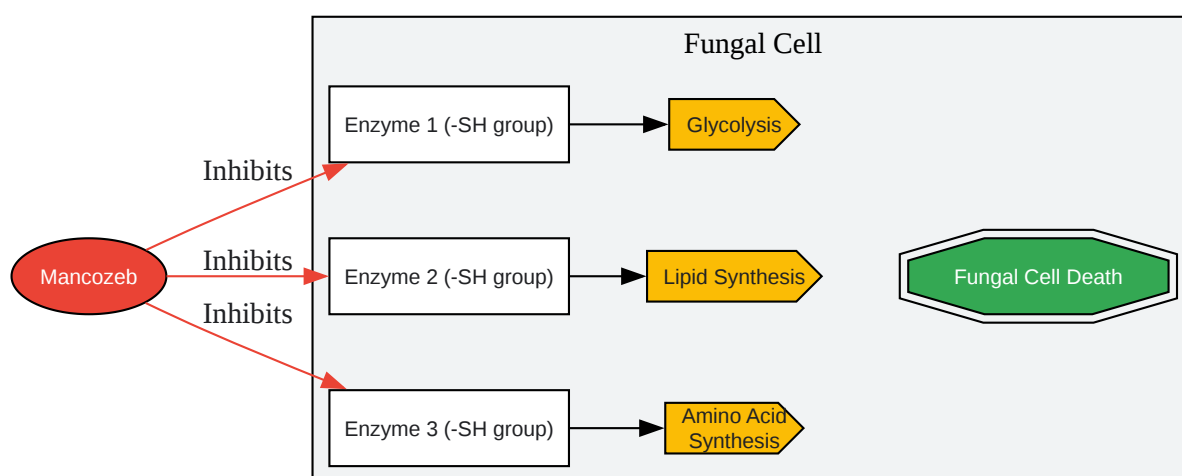 Fungal Cell
Enzyme 1 (-SH group)
Glycolysis
Inhibits
Mancozeb
Inhibits
Enzyme 2 (-SH group)
Lipid Synthesis
Fungal Cell Death
Inhibits
Enzyme 3 (-SH group)
Amino Acid
Synthesis